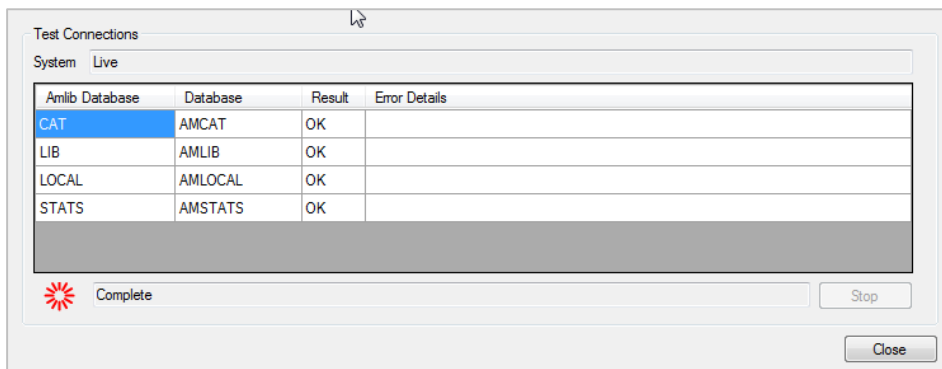 Test Connections
System Live
Amlib Database Database Result Error Details
CAT AMCAT OK
LIB AMLIB OK
LOCAL AMLOCAL OK
STATS AMSTATS OK
Complete Stop
Close